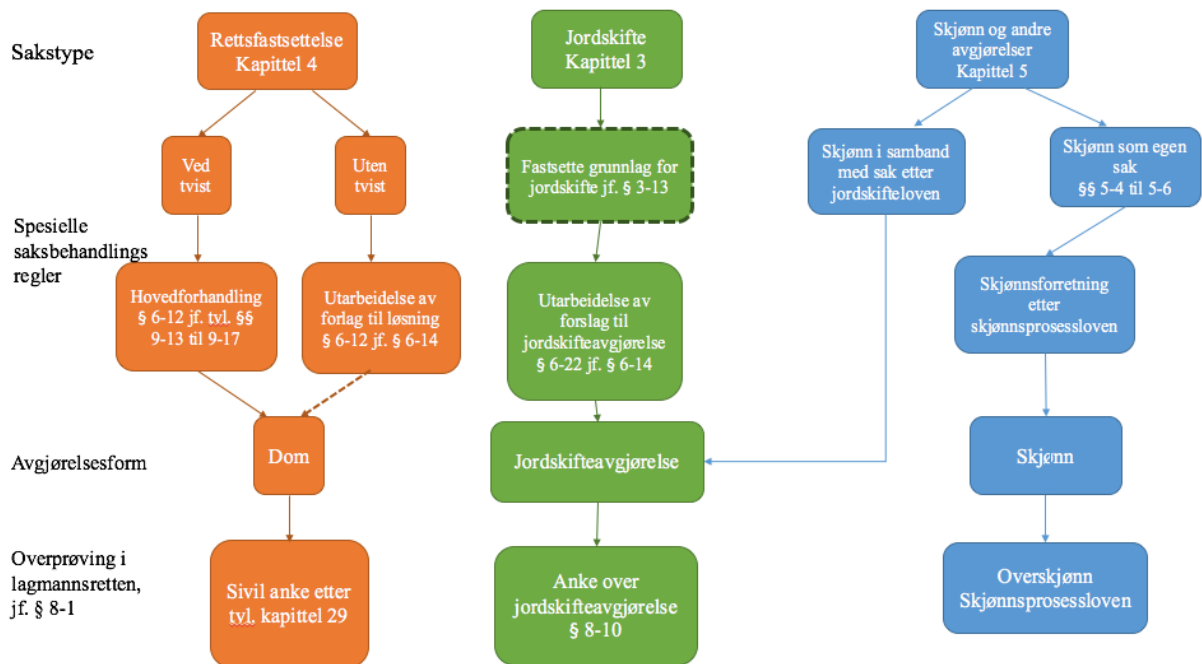 Sakstype
Rettsfastsettelse
Kapittel 4
Jordskifte
Kapittel 3
Skjønn og andre
avgjørelser
Kapittel 5
Spesielle
saksbehandlings
regler
Ved
tvist
Uten
tvist
Fastsette grunnlag for
jordskifte jf. § 3-13
Skjønn i samband
med sak etter
jordskifteloven
Skjønn som egen
sak
§§ 5-4 til 5-6
Hovedforhandling
§ 6-12 jf. tvl. §§
9-13 til 9-17
Utarbeidelse av
forlag til løsning
§ 6-12 jf. § 6-14
Utarbeidelse av
forslag til
jordskifteavgjørelse
§ 6-22 jf. § 6-14
Skjønnsforretning
etter
skjønnsprosessloven
Avgjørelsesform
Dom
Jordskifteavgjørelse
Skjønn
Overprøving i
lagmannsretten,
jf. § 8-1
Sivil anke etter
tvl. kapittel 29
Anke over
jordskifteavgjørelse
§ 8-10
Overskjønn
Skjønnsprosessloven